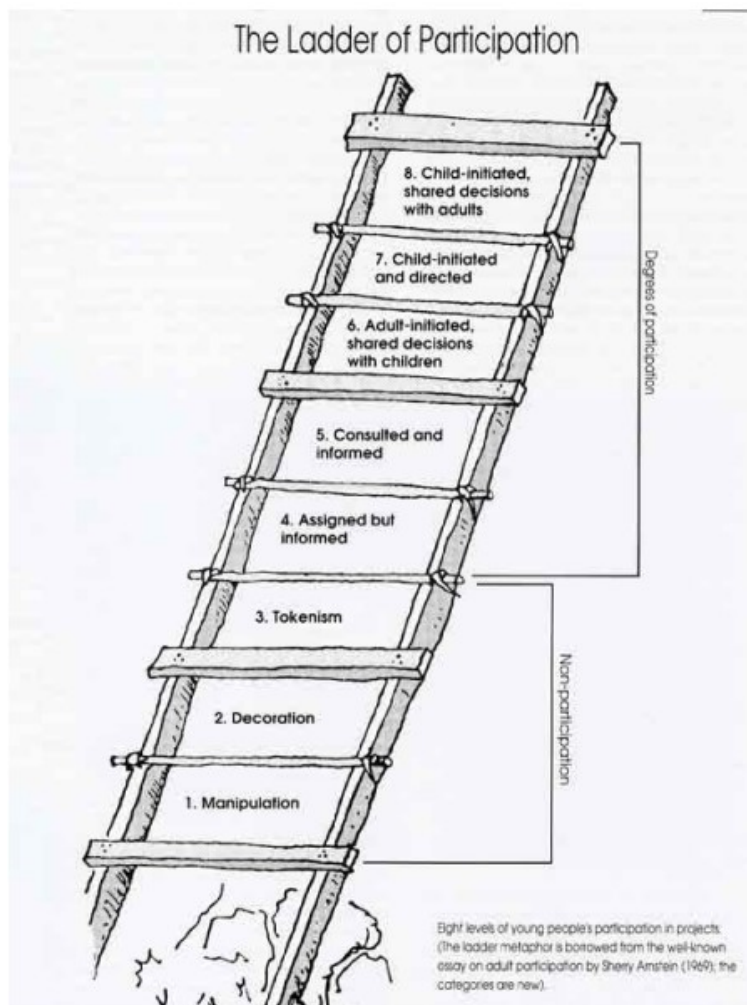 The Ladder of Participation
8. Child-initiated,
shared decisions
with adults
7. Child-initiated
and directed
6. Adult-initiated,
shared decisions
with children
5. Consulted and
informed
4. Assigned but
informed
3. Tokenism
2. Decoration
1. Manipulation
Degrees of participation
Non-participation
Eight levels of young people's participation in projects.
(The ladder metaphor is borrowed from the well-known
essay on adult participation by Sherry Arnstein (1969); the
categories are new).